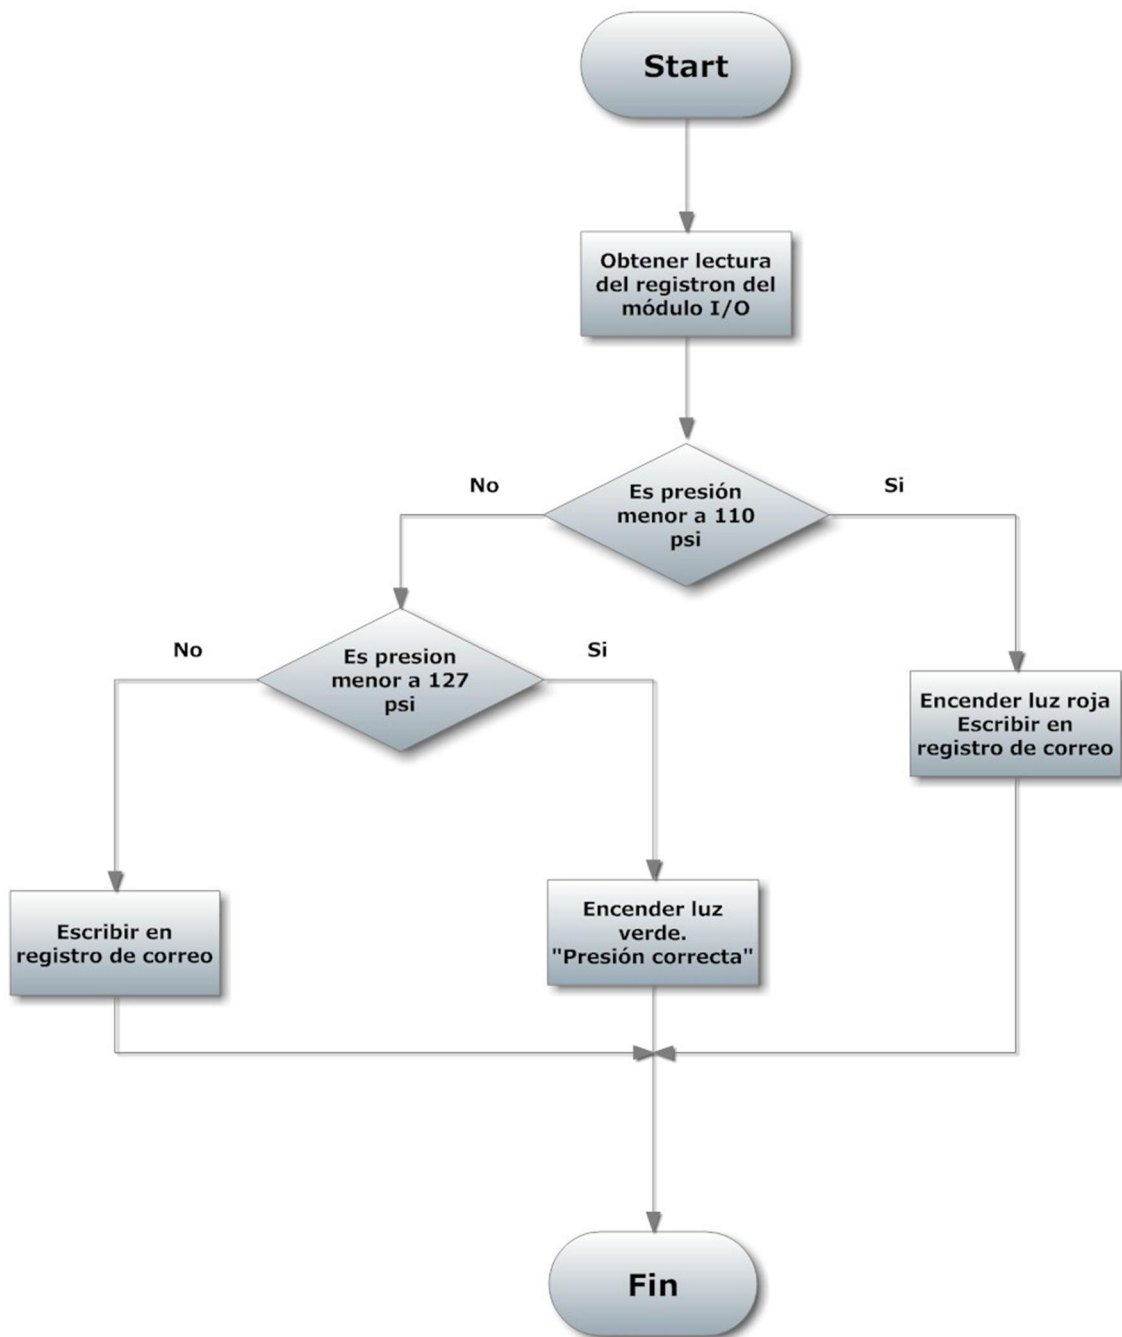 Start
Obtener lectura
del registron del
módulo I/O
No
Si
Es presión
menor a 110
psi
No
Si
Es presion
menor a 127
psi
Encender luz roja
Escribir en
registro de correo
Escribir en
registro de correo
Encender luz
verde.
"Presión correcta"
Fin